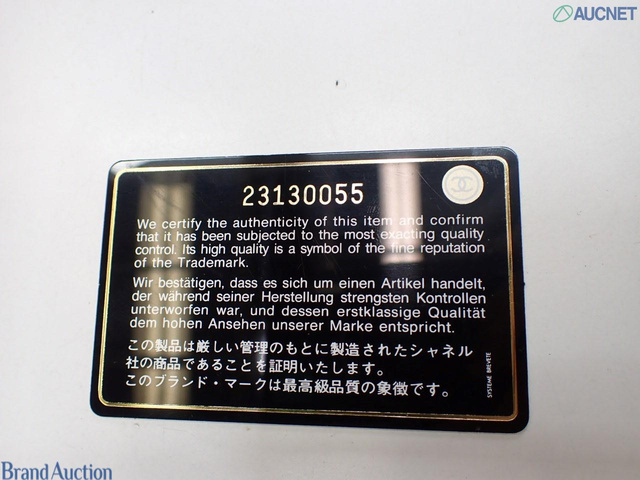 AUCNET
23130055
We certify the authenticity of this item and confirm
that it has been subjected to the most exacting quality
control. Its high quality is a symbol of the fine reputation
of the Trademark.
Wir bestätigen, dass es sich um einen Artikel handelt,
der während seiner Herstellung strengsten Kontrollen
unterworfen war, und dessen erstklassige Qualität
dem hohen Ansehen unserer Marke entspricht.
この製品は厳しい管理のもとに製造されたシャネル
社の商品であることを証明いたします。
このブランド・マークは最高級品質の象徴です。
SYSTEME BREVETE
Brand Auction